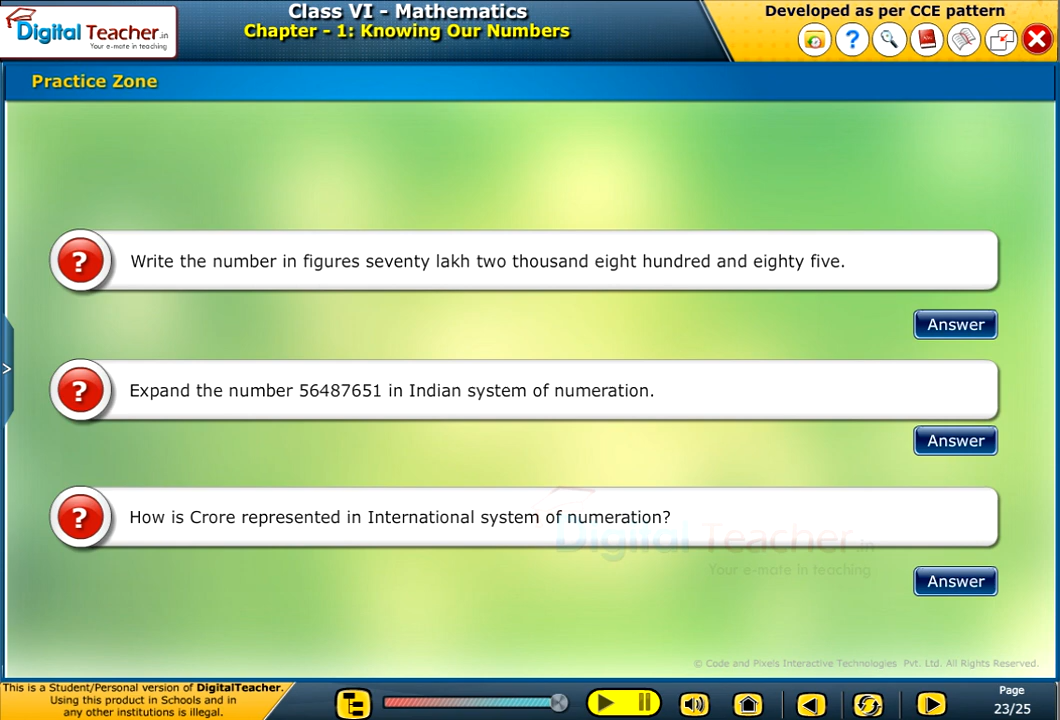 Digital Teacher.in
Your e-mate in teaching
Class VI - Mathematics
Chapter - 1: Knowing Our Numbers
Developed as per CCE pattern
Practice Zone
Write the number in figures seventy lakh two thousand eight hundred and eighty five.
Answer
Expand the number 56487651 in Indian system of numeration.
Answer
How is Crore represented in International system of numeration?
Digital Teacher.in
Your e-mate in teaching
Answer
© Code and Pixels Interactive Technologies Pvt. Ltd. All Rights Reserved.
This is a Student/Personal version of DigitalTeacher.
Using this product in Schools and in
any other institutions is illegal.
Page
23/25